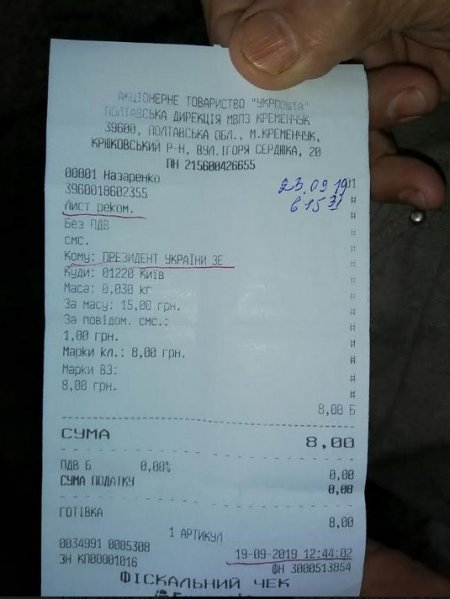 АКЦІОНЕРНЕ ТОВАРИСТВО "УКРПОШТА"
ПОЛТАВСЬКА ДИРЕКЦІЯ МВПЗ КРЕМЕНЧУК
39600, ПОЛТАВСЬКА ОБЛ., М.КРЕМЕНЧУК,
КРЮКОВСЬКИЙ Р-Н, ВУЛ.ІГОРЯ СЕРДЮКА, 20
ПН 215600426655
00001 Назаренко
23.09.19 #
3960018602355 #
в 15 31
Лист реком. #
Без ПДВ #
смс. #
Кому: ПРЕЗИДЕНТ УКРАЇНИ ЗЕ #
Куди: 01220 Київ #
Маса: 0,030 кг #
За масу: 15,00 грн. #
За повідом. смс.: #
1,00 грн. #
Марки кл.: 8,00 грн. #
Марки ВЗ: #
8,00 грн. #
8,00 Б
СУМА 8,00
ПДВ Б 0,00% 0,00
СУМА ПОДАТКУ 0,00
ГОТІВКА 8,00
1 АРТИКУЛ
0034991 0005308 19-09-2019 12:44:02
ЗН КП00001016 ФН 3000513854
ФІСКАЛЬНИЙ ЧЕК